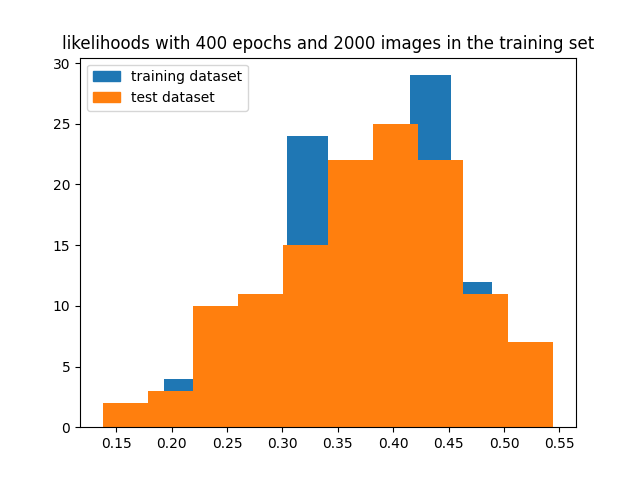 likelihoods with 400 epochs and 2000 images in the training set
training dataset
test dataset
30
25
20
15
10
5
0
0.15 0.20 0.25 0.30 0.35 0.40 0.45 0.50 0.55